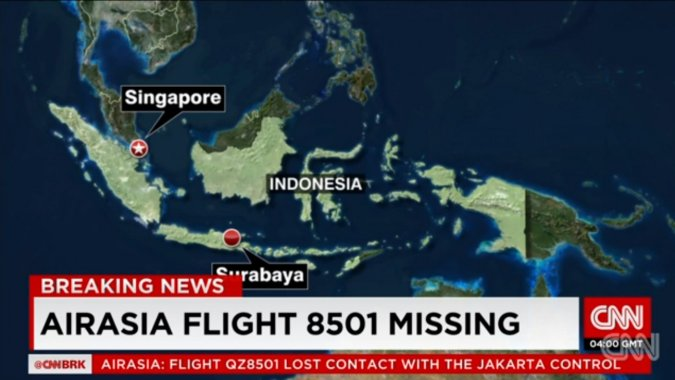 Singapore
INDONESIA
Surabaya
BREAKING NEWS
AIRASIA FLIGHT 8501 MISSING
CNN
04:00 GMT
CNN
@CNNBRK
AIRASIA: FLIGHT QZ8501 LOST CONTACT WITH THE JAKARTA CONTROL